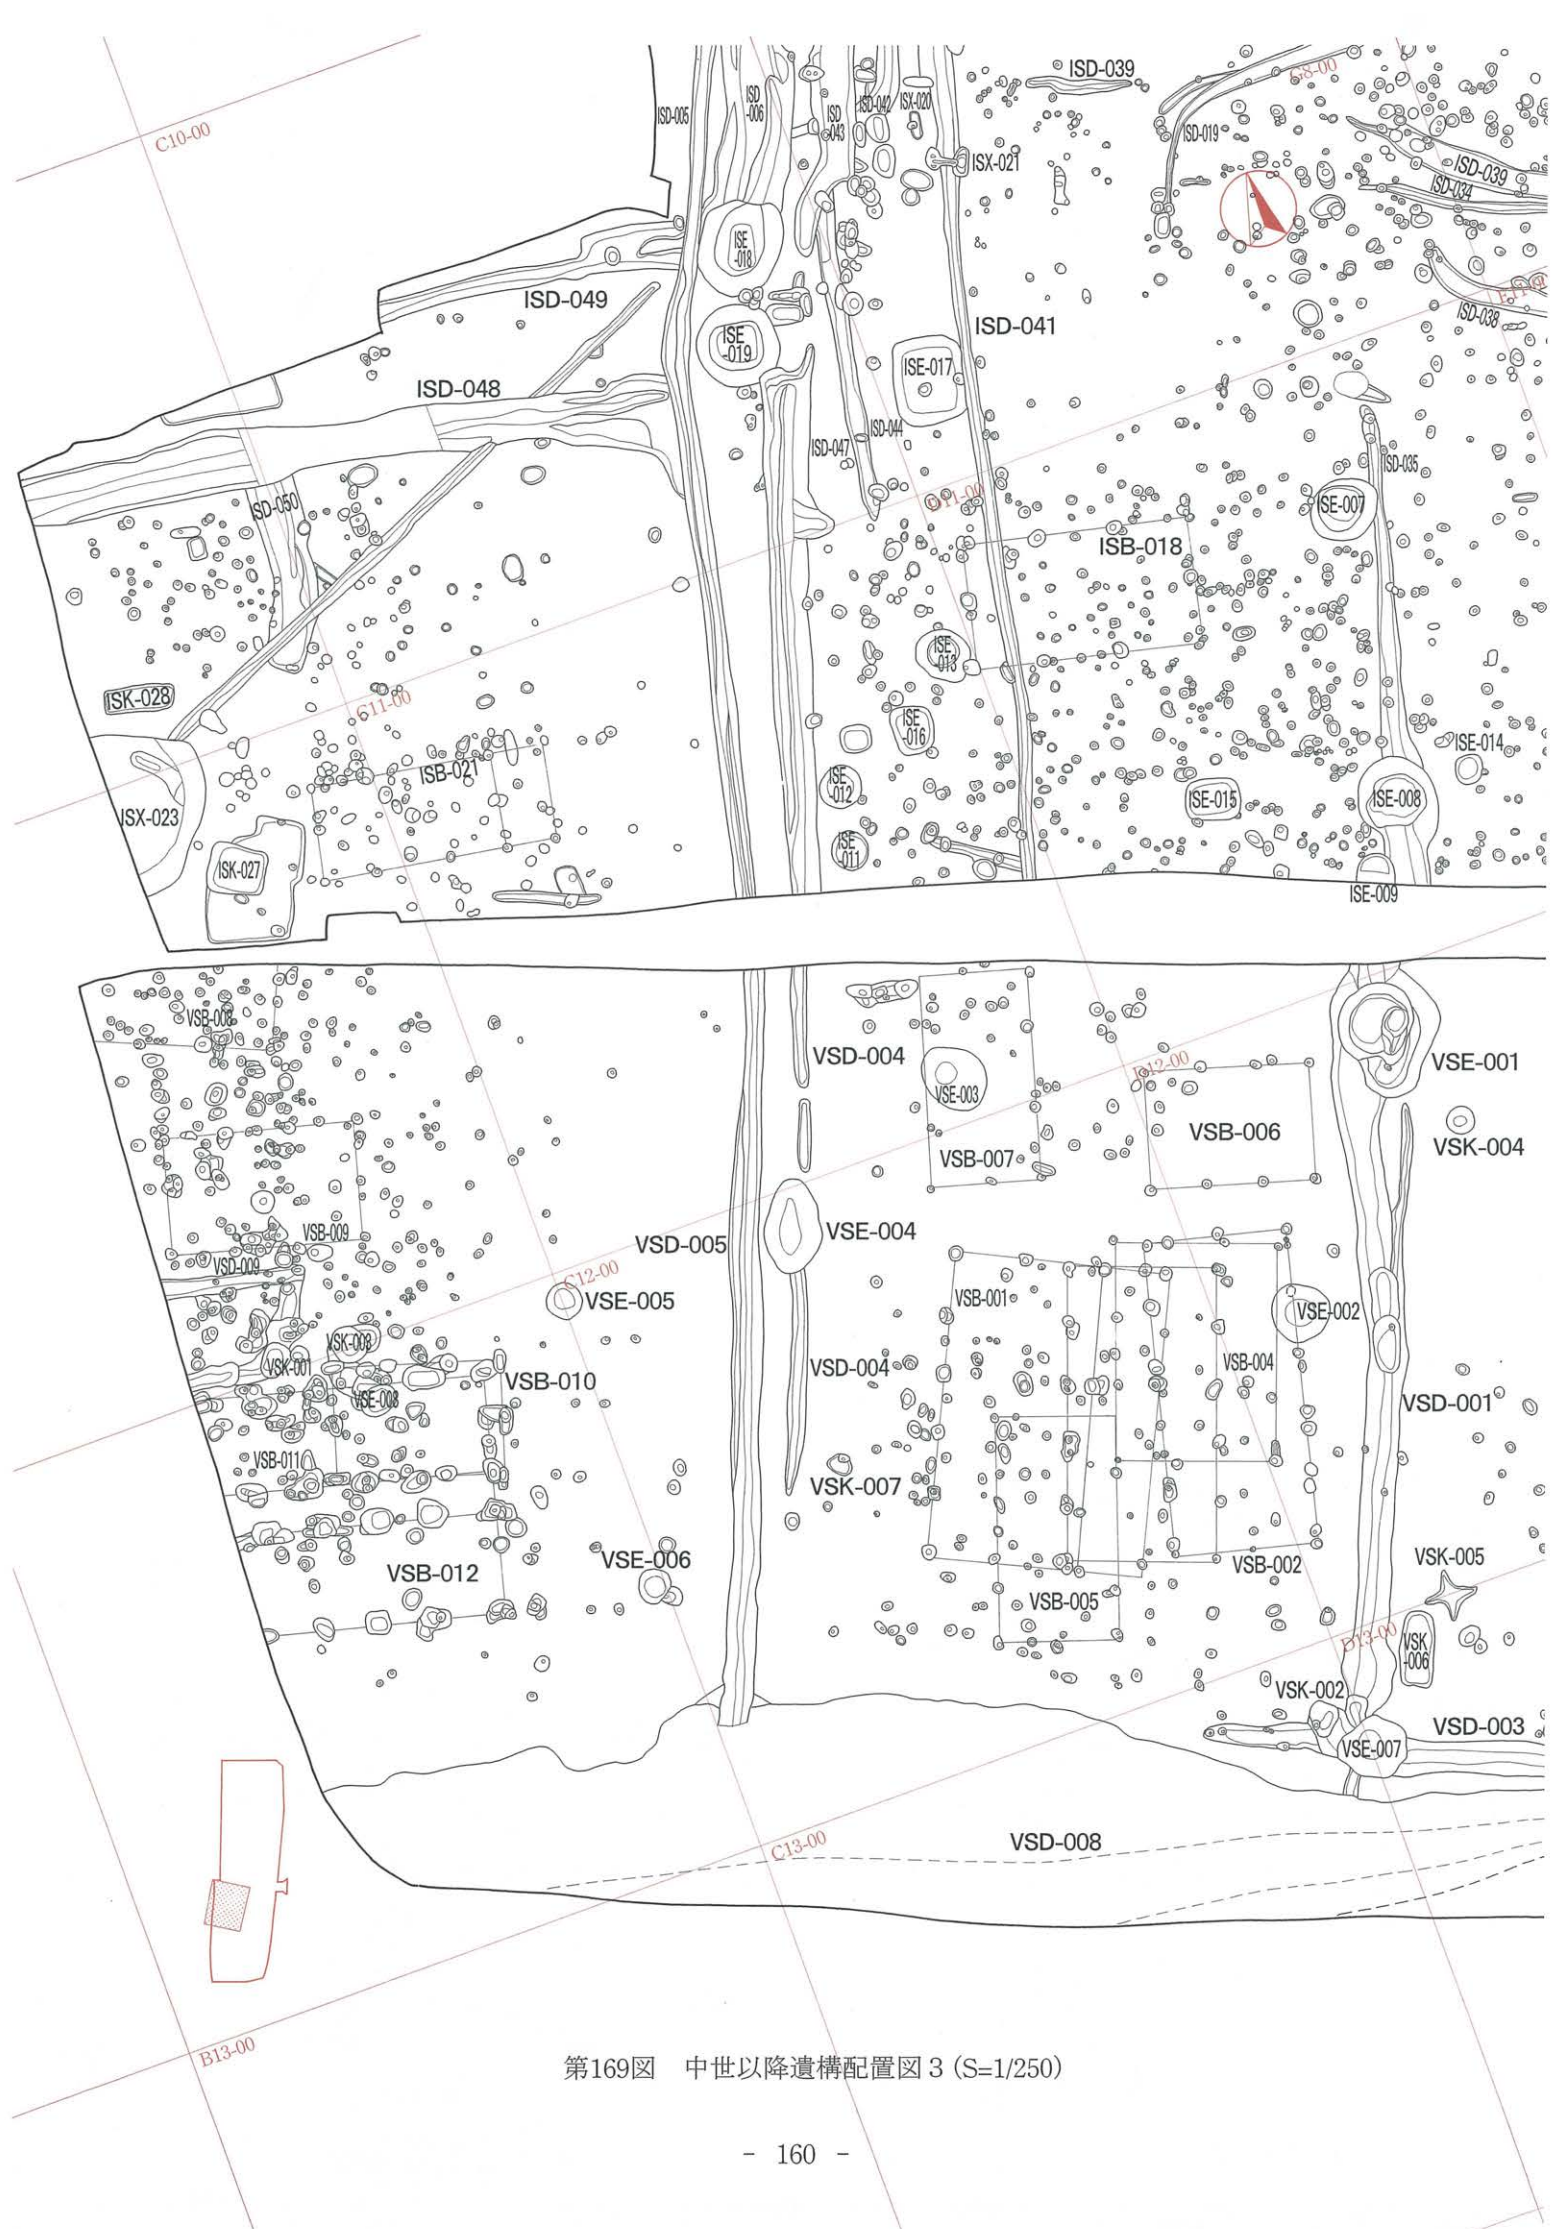 C10-00
ISD-005
ISD
-006
ISD
-043
ISD-042
ISX-020
ISD-039
G8-00
ISD-019
ISX-021
ISD-039
ISD-034
ISE
-018
ISD-049
ISD-041
ISD-038
ISE
-019
ISE-017
ISD-048
ISD-044
ISD-047
ISD-035
D11-00
ISD-050
ISE-007
ISB-018
ISE
-013
ISK-028
C11-00
ISE
-016
ISE-014
ISB-021
ISE
-012
ISE-015
ISE-008
ISX-023
ISE
-011
ISK-027
ISE-009
VSB-008
VSD-004
VSE-001
D12-00
VSE-003
VSB-006
VSK-004
VSB-007
VSB-009
VSD-005
VSE-004
VSD-009
C12-00
VSE-005
VSB-001
VSE-002
VSK-003
VSK-001
VSD-004
VSB-004
VSB-010
VSE-008
VSD-001
VSB-011
VSK-007
VSE-006
VSB-002
VSK-005
VSB-012
VSB-005
D13-00
VSK
-006
VSK-002
VSD-003
VSE-007
VSD-008
C13-00
B13-00
第169図　中世以降遺構配置図３(S=1/250)
- 160 -